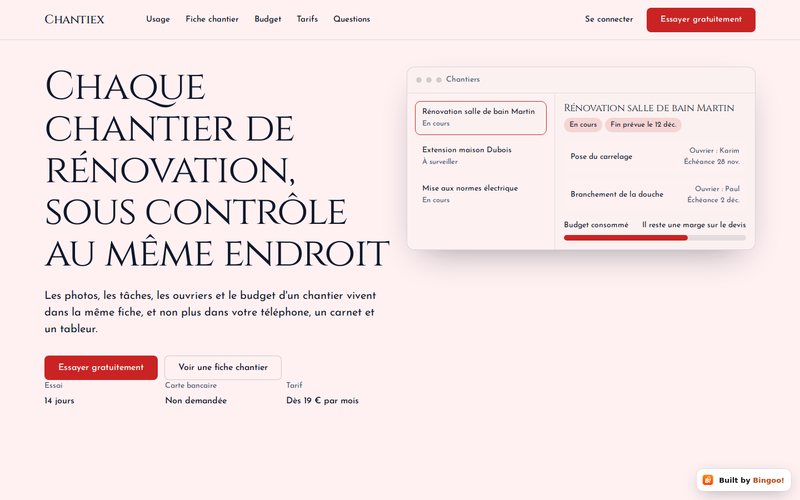 Chantiex
Usage
Fiche chantier
Budget
Tarifs
Questions
Se connecter
Essayer gratuitement
Chaque
chantier de
rénovation,
sous contrôle
au même endroit
Les photos, les tâches, les ouvriers et le budget d'un chantier vivent
dans la même fiche, et non plus dans votre téléphone, un carnet et
un tableur.
Essayer gratuitement
Voir une fiche chantier
Essai
14 jours
Carte bancaire
Non demandée
Tarif
Dès 19 € par mois
Chantiers
Rénovation salle de bain Martin
En cours
Extension maison Dubois
À surveiller
Mise aux normes électrique
En cours
Rénovation salle de bain Martin
En cours
Fin prévue le 12 déc.
Pose du carrelage
Ouvrier : Karim
Échéance 28 nov.
Branchement de la douche
Ouvrier : Paul
Échéance 2 déc.
Budget consommé
Il reste une marge sur le devis
Built by Bingoo!